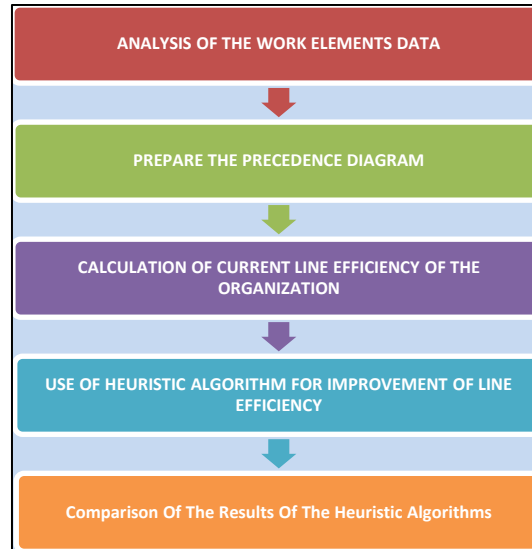 ANALYSIS OF THE WORK ELEMENTS DATA
PREPARE THE PRECEDENCE DIAGRAM
CALCULATION OF CURRENT LINE EFFICIENCY OF THE
ORGANIZATION
USE OF HEURISTIC ALGORITHM FOR IMPROVEMENT OF LINE
EFFICIENCY
Comparison Of The Results Of The Heuristic Algorithms